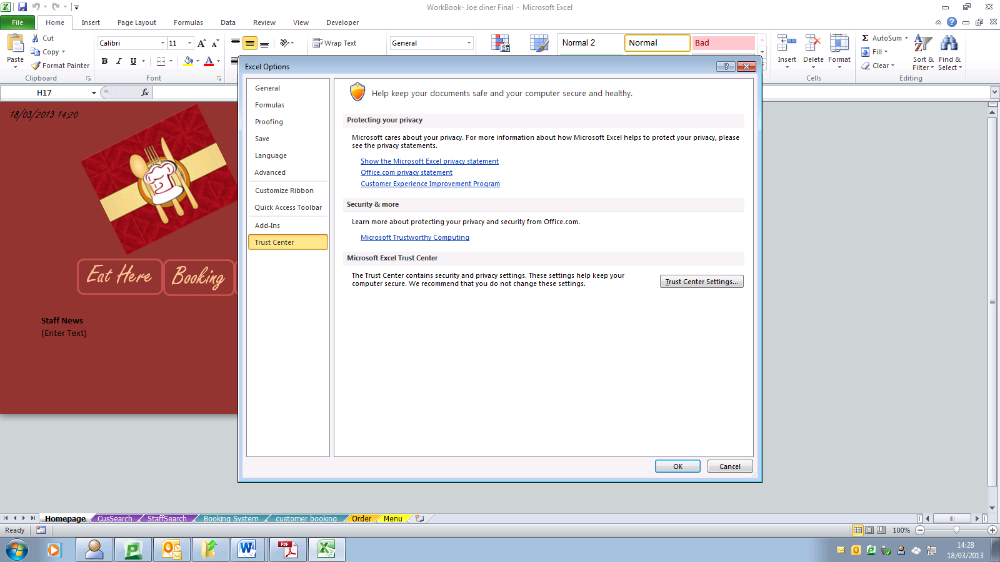 WorkBook- Joe diner Final - Microsoft Excel
File Home Insert Page Layout Formulas Data Review View Developer
Paste
Cut
Copy
Format Painter
Clipboard
Calibri 11
B I U
Font
Wrap Text
General
Normal 2 Normal Bad
Insert Delete Format
Cells
Σ AutoSum
Fill
Clear
Sort & Filter
Find & Select
Editing
H17
fx
18/03/2013 14:20
Eat Here Booking
Staff News
(Enter Text)
Excel Options
General
Formulas
Proofing
Save
Language
Advanced
Customize Ribbon
Quick Access Toolbar
Add-Ins
Trust Center
Help keep your documents safe and your computer secure and healthy.
Protecting your privacy
Microsoft cares about your privacy. For more information about how Microsoft Excel helps to protect your privacy, please
see the privacy statements.
Show the Microsoft Excel privacy statement
Office.com privacy statement
Customer Experience Improvement Program
Security & more
Learn more about protecting your privacy and security from Office.com.
Microsoft Trustworthy Computing
Microsoft Excel Trust Center
The Trust Center contains security and privacy settings. These settings help keep your
computer secure. We recommend that you do not change these settings.
Trust Center Settings...
OK Cancel
Homepage CusSearch StaffSearch Booking System customer booking Order Menu
Ready
100%
14:28
18/03/2013